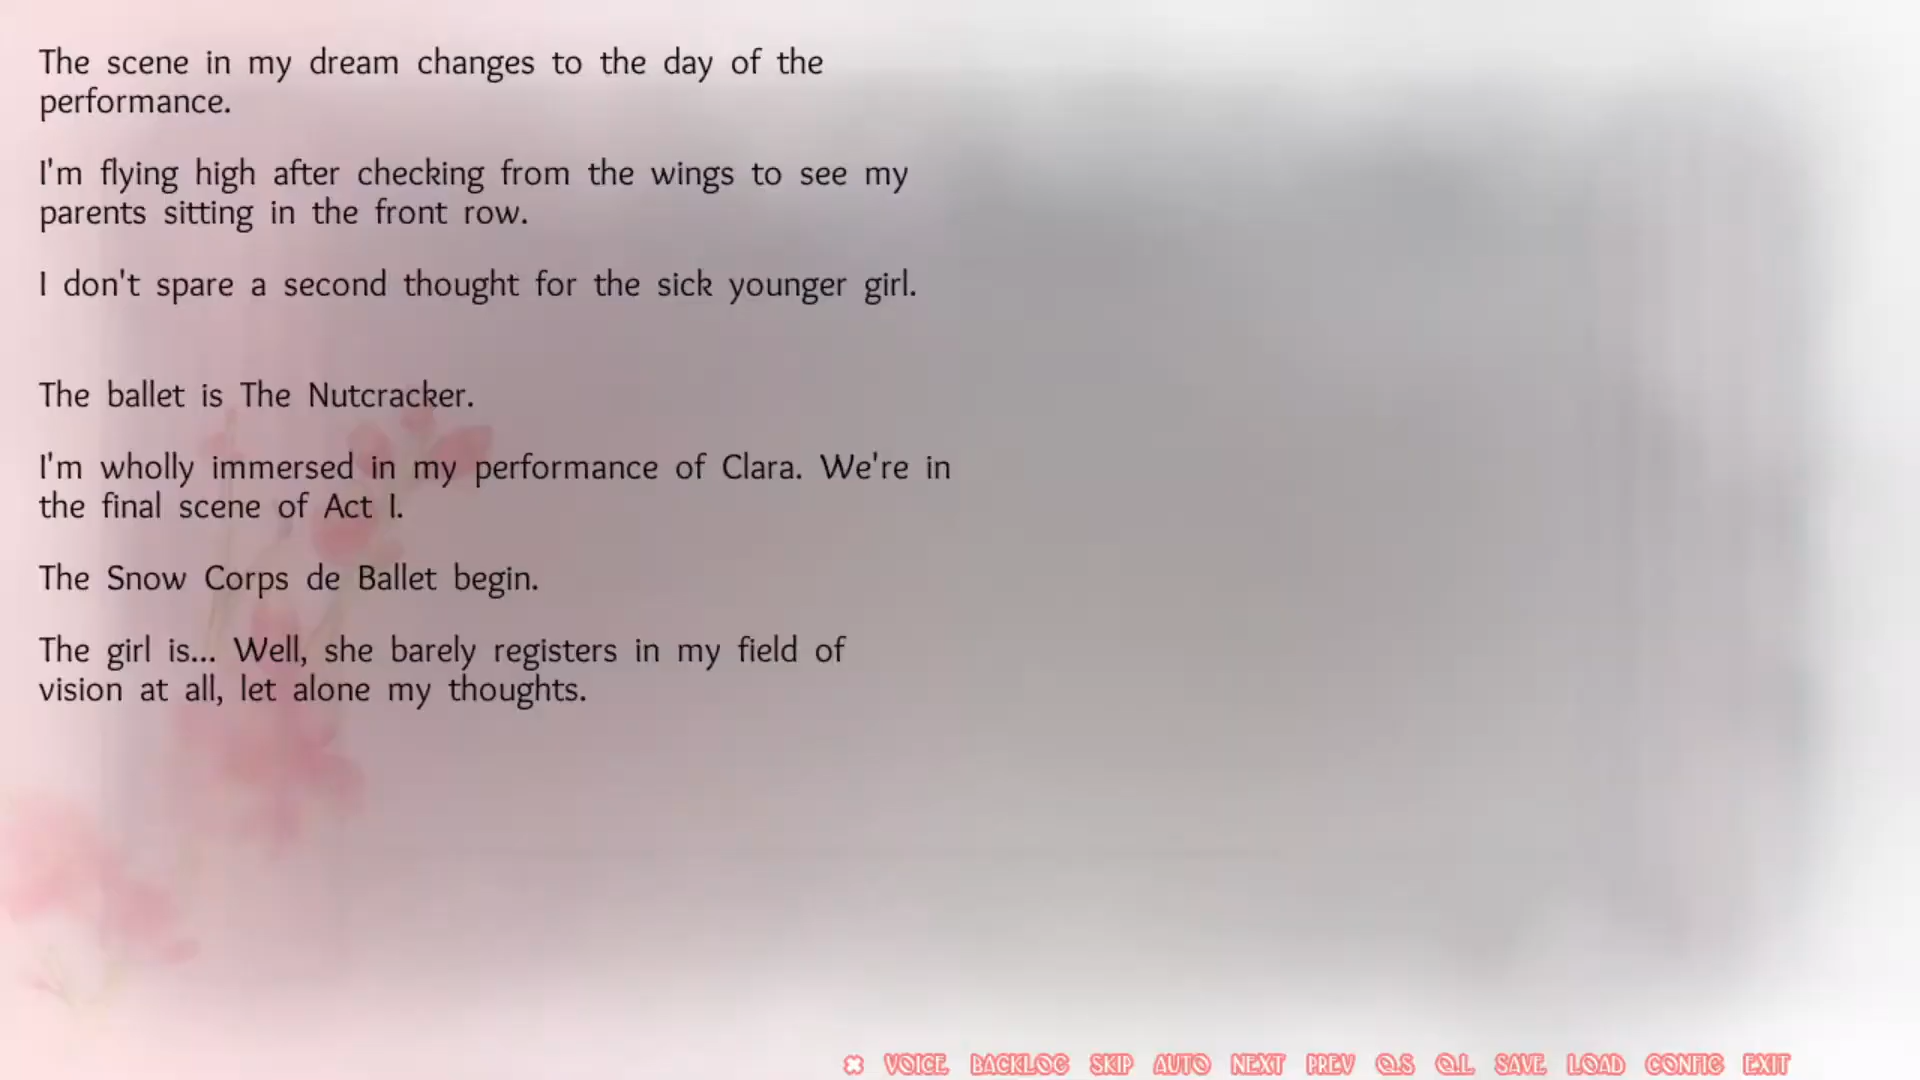 The scene in my dream changes to the day of the
performance.
I'm flying high after checking from the wings to see my
parents sitting in the front row.
I don't spare a second thought for the sick younger girl.
The ballet is The Nutcracker.
I'm wholly immersed in my performance of Clara. We're in
the final scene of Act I.
The Snow Corps de Ballet begin.
The girl is... Well, she barely registers in my field of
vision at all, let alone my thoughts.
VOICE BACKLOG SKIP AUTO NEXT PREV Q.S Q.L SAVE LOAD CONFIG EXIT